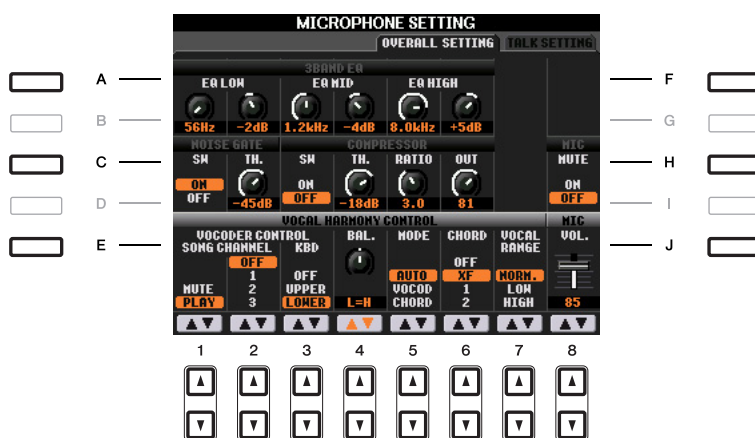 MICROPHONE SETTING
OVERALL SETTING TALK SETTING
3BAND EQ
EQ LOW EQ MID EQ HIGH
56Hz -2dB 1.2kHz -4dB 8.0kHz +5dB
NOISE GATE COMPRESSOR MIC
SW TH. SW TH. RATIO OUT MUTE
ON ON ON
OFF -45dB OFF -18dB 3.0 81 OFF
VOCAL HARMONY CONTROL MIC
VOCODER CONTROL BAL. MODE CHORD VOCAL VOL.
SONG CHANNEL KBD RANGE
OFF OFF
1 OFF AUTO XF NORM.
MUTE 2 UPPER VOCOD 1 LOW
PLAY 3 LOWER L=H CHORD 2 HIGH 85
A
B
C
D
E
F
G
H
I
J
1 2 3 4 5 6 7 8